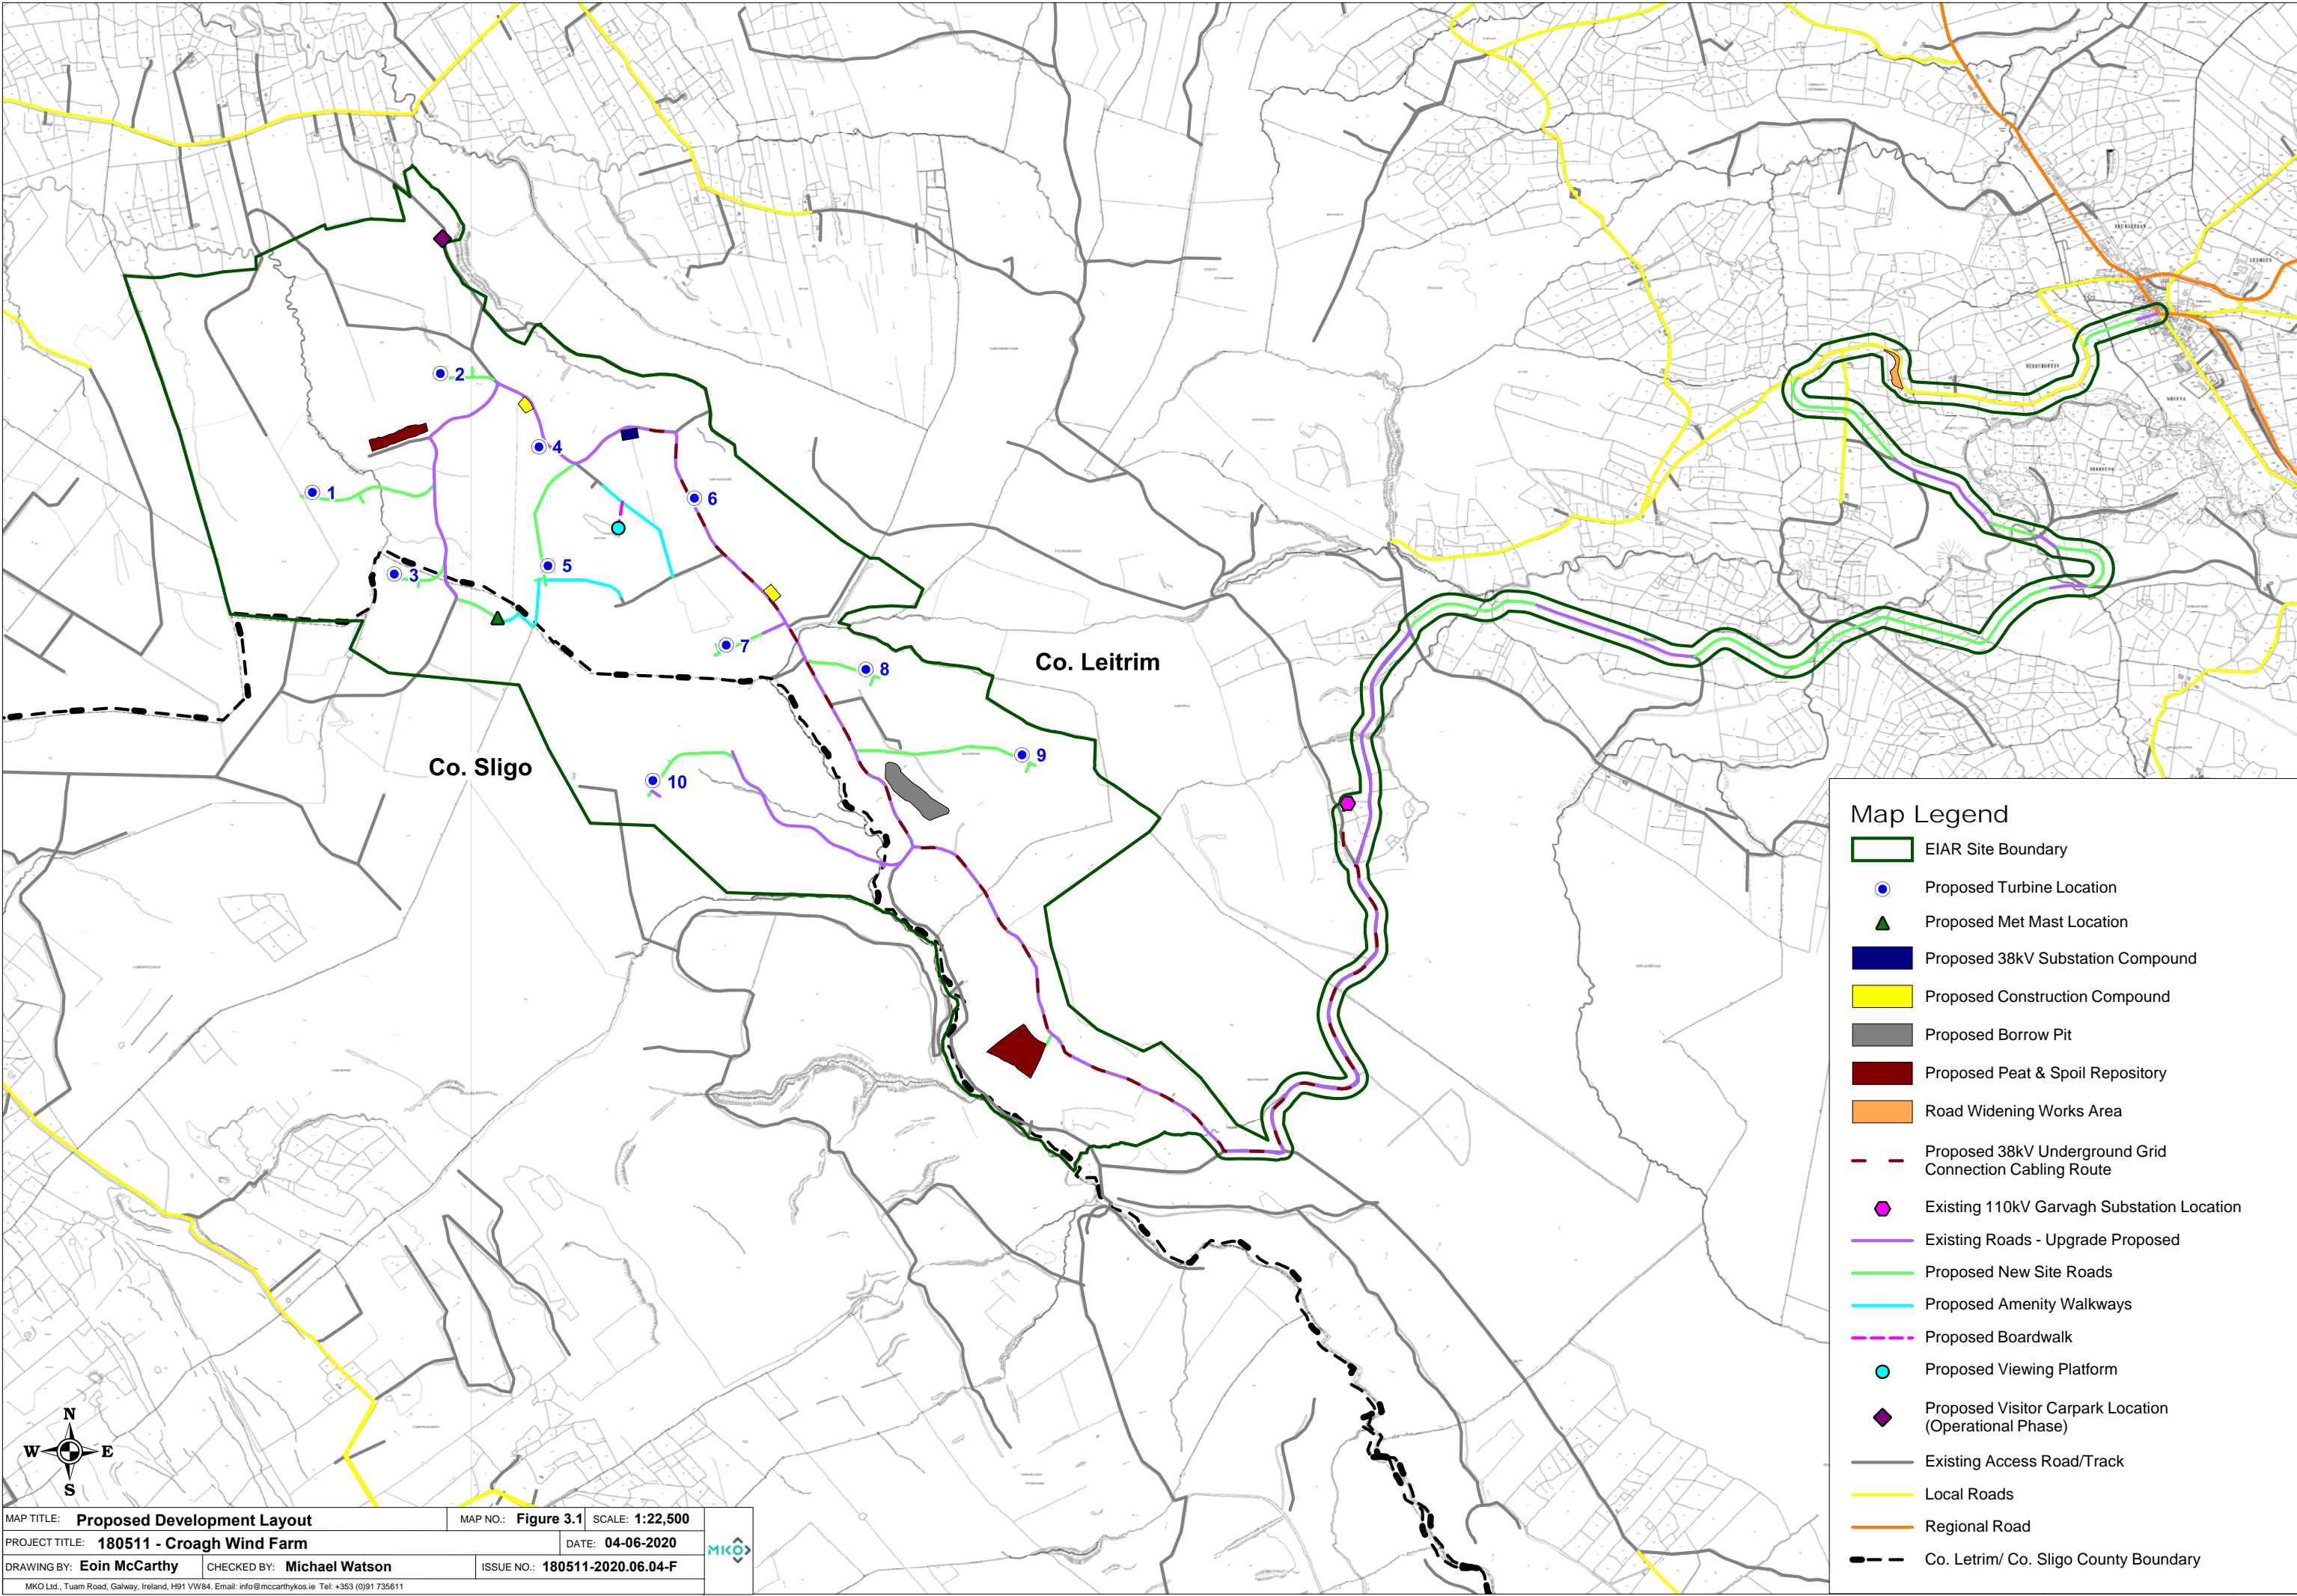 2
4
1
6
3
5
7
8
9
10
Co. Leitrim
Co. Sligo
Map Legend
EIAR Site Boundary
Proposed Turbine Location
Proposed Met Mast Location
Proposed 38kV Substation Compound
Proposed Construction Compound
Proposed Borrow Pit
Proposed Peat & Spoil Repository
Road Widening Works Area
Proposed 38kV Underground Grid
Connection Cabling Route
Existing 110kV Garvagh Substation Location
Existing Roads - Upgrade Proposed
Proposed New Site Roads
Proposed Amenity Walkways
Proposed Boardwalk
Proposed Viewing Platform
Proposed Visitor Carpark Location
(Operational Phase)
Existing Access Road/Track
Local Roads
Regional Road
Co. Letrim/ Co. Sligo County Boundary
N
W E
S
MAP TITLE: Proposed Development Layout MAP NO.: Figure 3.1 SCALE: 1:22,500
PROJECT TITLE: 180511 - Croagh Wind Farm DATE: 04-06-2020
DRAWING BY: Eoin McCarthy CHECKED BY: Michael Watson ISSUE NO.: 180511-2020.06.04-F
MKO
MKO Ltd., Tuam Road, Galway, Ireland, H91 VW84. Email: info@mccarthykos.ie Tel: +353 (0)91 735611